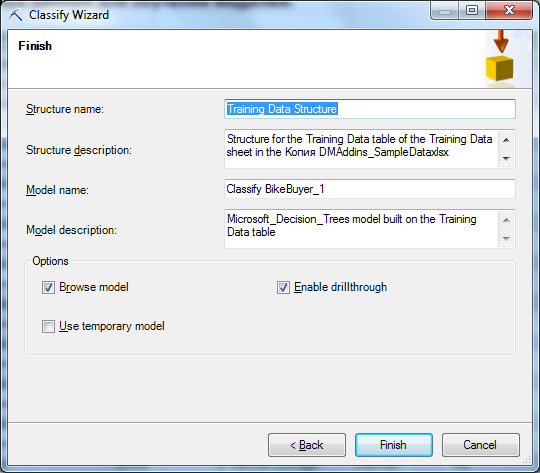 Classify Wizard
Finish
Structure name:
Training Data Structure
Structure description:
Structure for the Training Data table of the Training Data
sheet in the Копия DMAddins_SampleDataxlsx
Model name:
Classify BikeBuyer_1
Model description:
Microsoft_Decision_Trees model built on the Training
Data table
Options
Browse model
Enable drillthrough
Use temporary model
< Back
Finish
Cancel